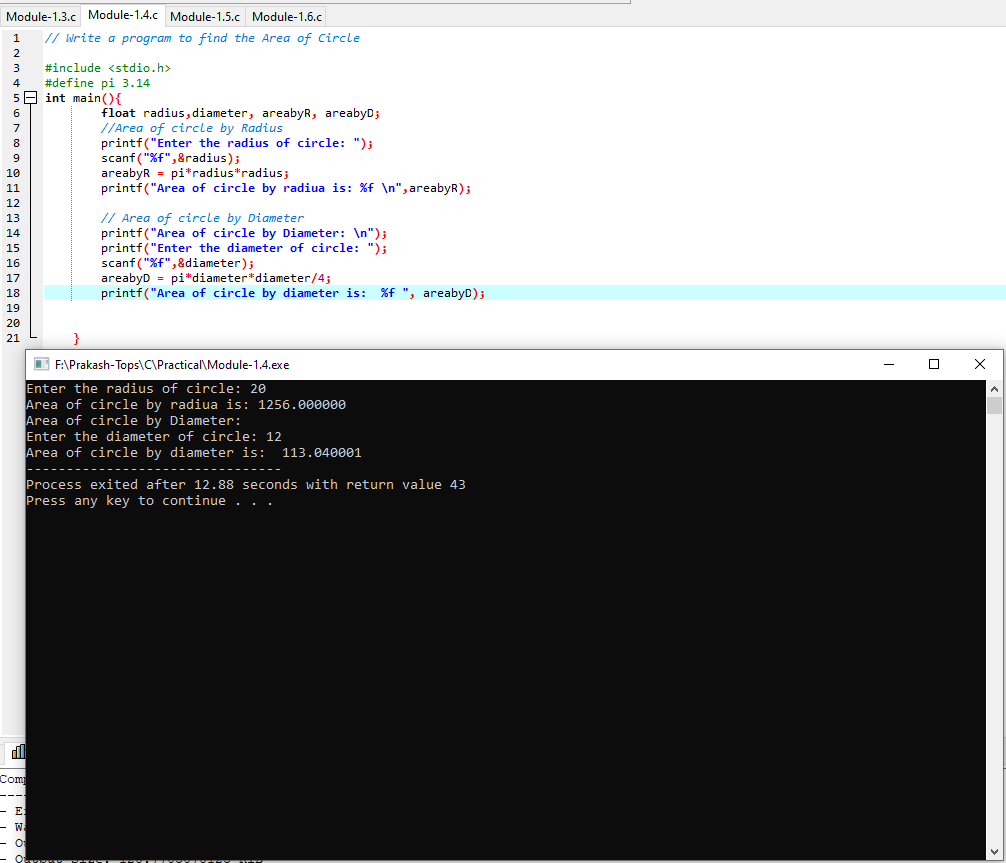 Module-1.3.c Module-1.4.c Module-1.5.c Module-1.6.c
1 // Write a program to find the Area of Circle
2
3 #include <stdio.h>
4 #define pi 3.14
5 int main(){
6 float radius,diameter, areabyR, areabyD;
7 //Area of circle by Radius
8 printf("Enter the radius of circle: ");
9 scanf("%f",&radius);
10 areabyR = pi*radius*radius;
11 printf("Area of circle by radiua is: %f \n",areabyR);
12
13 // Area of circle by Diameter
14 printf("Area of circle by Diameter: \n");
15 printf("Enter the diameter of circle: ");
16 scanf("%f",&diameter);
17 areabyD = pi*diameter*diameter/4;
18 printf("Area of circle by diameter is:  %f ", areabyD);
19
20
21 }
F:\Prakash-Tops\C\Practical\Module-1.4.exe
Enter the radius of circle: 20
Area of circle by radiua is: 1256.000000
Area of circle by Diameter:
Enter the diameter of circle: 12
Area of circle by diameter is:  113.040001
--------------------------------
Process exited after 12.88 seconds with return value 43
Press any key to continue . . .